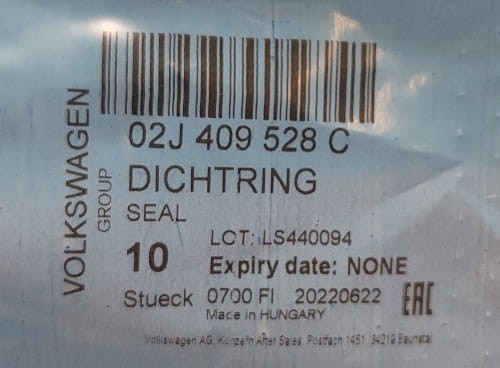 VOLKSWAGEN
GROUP
02J 409 528 C
DICHTRING
SEAL
10
LOT: LS440094
Expiry date: NONE
Stueck 0700 FI 20220622 EAC
Made in HUNGARY
Volkswagen AG, Konzern After Sales, Postfach 1451, 34219 Baunatal